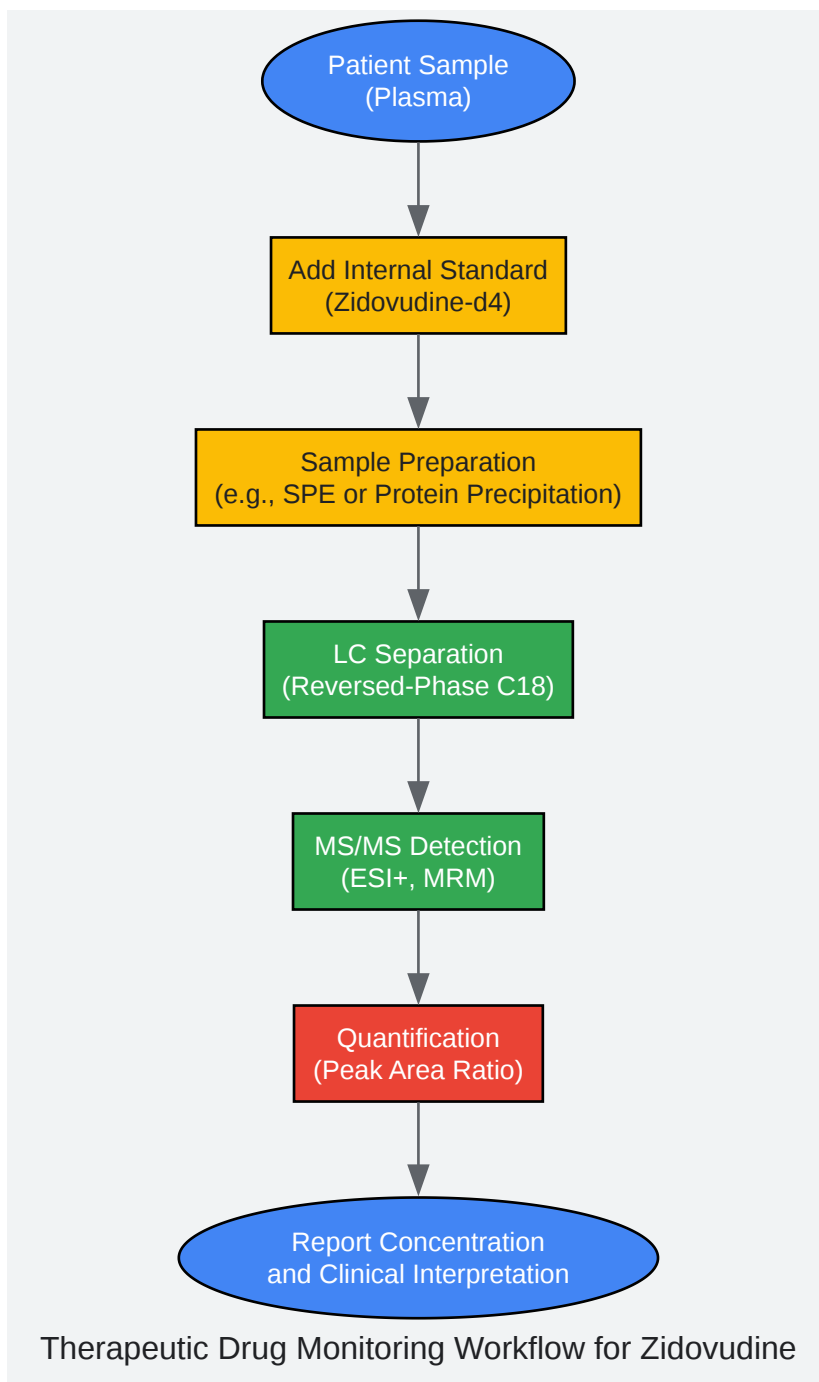 Patient Sample
(Plasma)
Add Internal Standard
(Zidovudine-d4)
Sample Preparation
(e.g., SPE or Protein Precipitation)
LC Separation
(Reversed-Phase C18)
MS/MS Detection
(ESI+, MRM)
Quantification
(Peak Area Ratio)
Report Concentration
and Clinical Interpretation
Therapeutic Drug Monitoring Workflow for Zidovudine